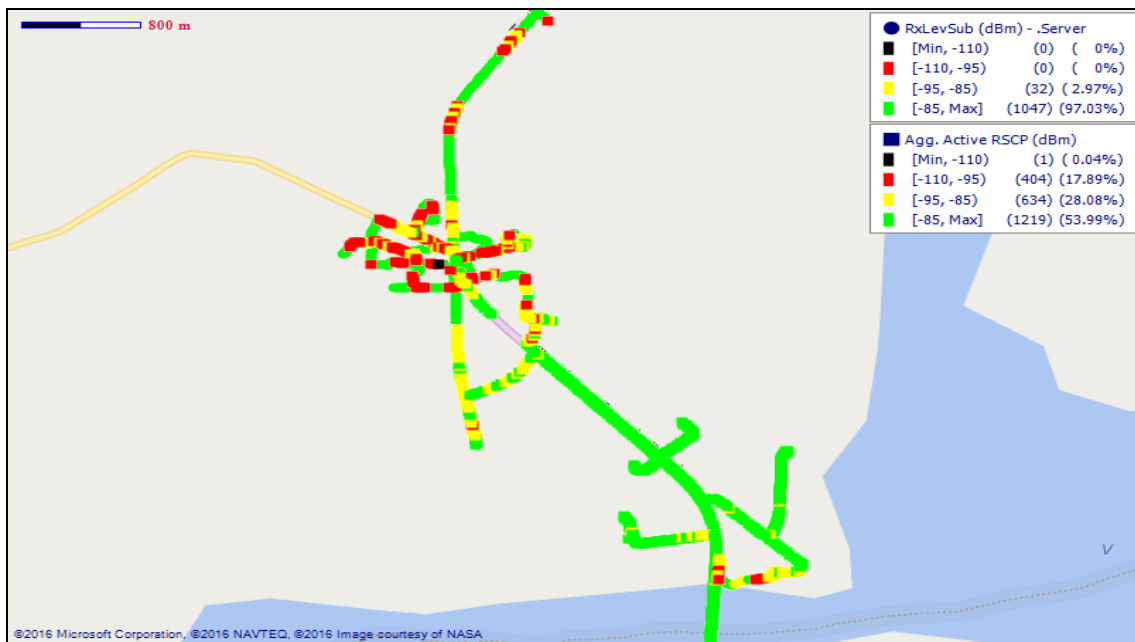 800 m
RxLevSub (dBm) - .Server
[Min, -110) (0) ( 0%)
[-110, -95) (0) ( 0%)
[-95, -85) (32) ( 2.97%)
[-85, Max] (1047) (97.03%)
Agg. Active RSCP (dBm)
[Min, -110) (1) ( 0.04%)
[-110, -95) (404) (17.89%)
[-95, -85) (634) (28.08%)
[-85, Max] (1219) (53.99%)
V
©2016 Microsoft Corporation, ©2016 NAVTEQ, ©2016 Image courtesy of NASA